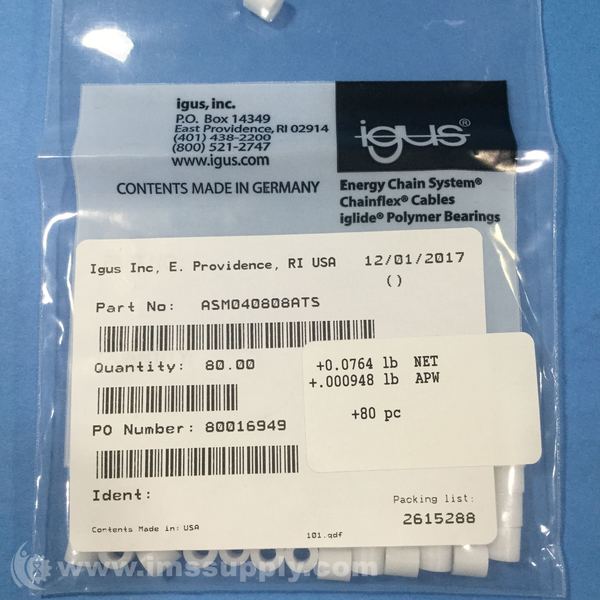 igus, inc.
P.O. Box 14349
East Providence, RI 02914
(401) 438-2200
(800) 521-2747
www.igus.com
CONTENTS MADE IN GERMANY
igus®
Energy Chain System®
Chainflex® Cables
iglide® Polymer Bearings
Igus Inc, E. Providence, RI USA 12/01/2017
()
Part No: ASM040808ATS
Quantity: 80.00
+0.0764 lb NET
+.000948 lb APW
+80 pc
PO Number: 80016949
Ident:
Packing list:
2615288
Contents Made in: USA
101.qdf
www.imssupply.com